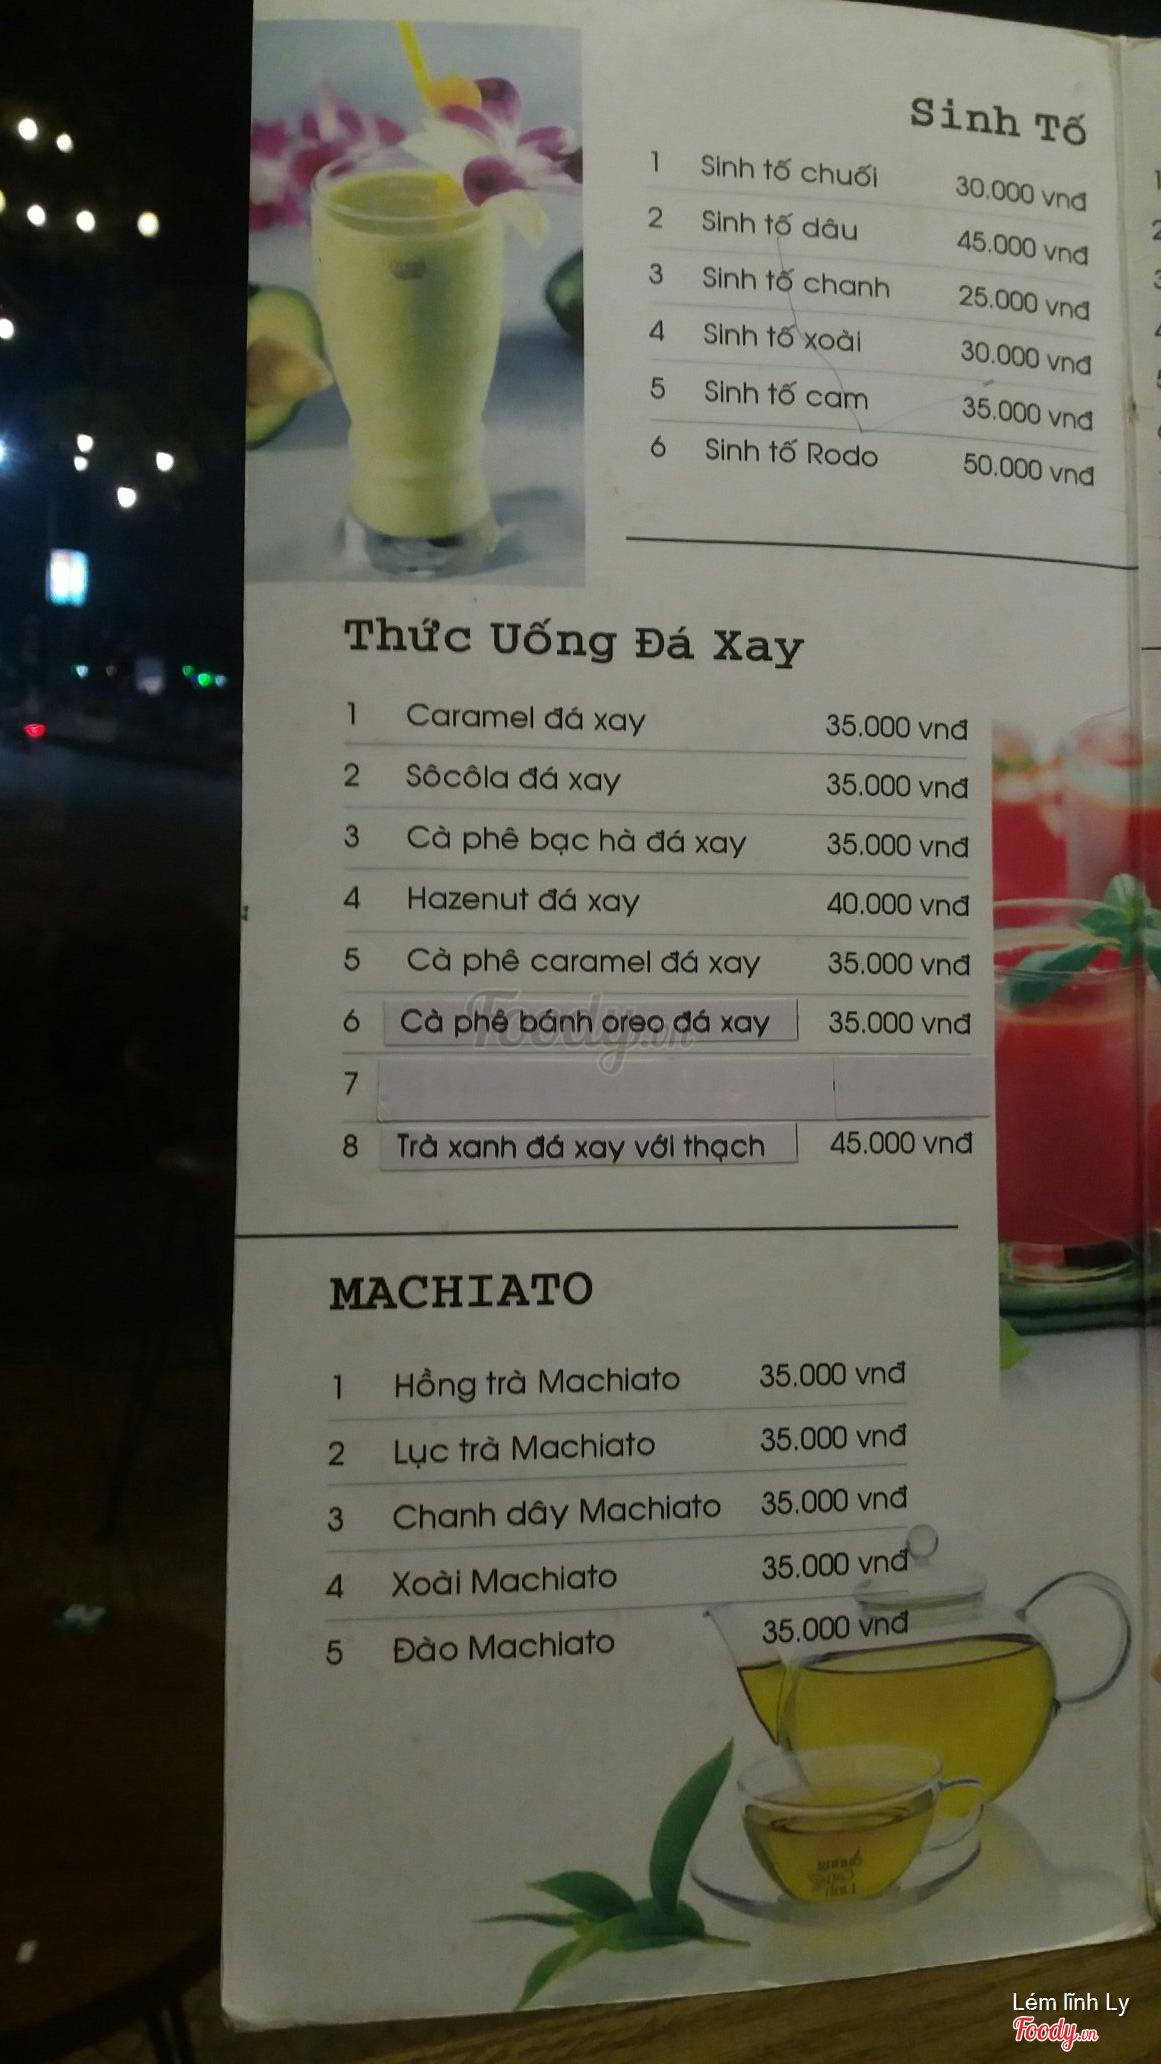 Sinh Tố
1 Sinh tố chuối 30.000 vnđ
2 Sinh tố dâu 45.000 vnđ
3 Sinh tố chanh 25.000 vnđ
4 Sinh tố xoài 30.000 vnđ
5 Sinh tố cam 35.000 vnđ
6 Sinh tố Rodo 50.000 vnđ
Thức Uống Đá Xay
1 Caramel đá xay 35.000 vnđ
2 Sôcôla đá xay 35.000 vnđ
3 Cà phê bạc hà đá xay 35.000 vnđ
4 Hazenut đá xay 40.000 vnđ
5 Cà phê caramel đá xay 35.000 vnđ
6 Cà phê bánh oreo đá xay 35.000 vnđ
7
8 Trà xanh đá xay với thạch 45.000 vnđ
Foody.vn
MACHIATO
1 Hồng trà Machiato 35.000 vnđ
2 Lục trà Machiato 35.000 vnđ
3 Chanh dây Machiato 35.000 vnđ
4 Xoài Machiato 35.000 vnđ
5 Đào Machiato 35.000 vnđ
Lém lĩnh Ly
Foody.vn